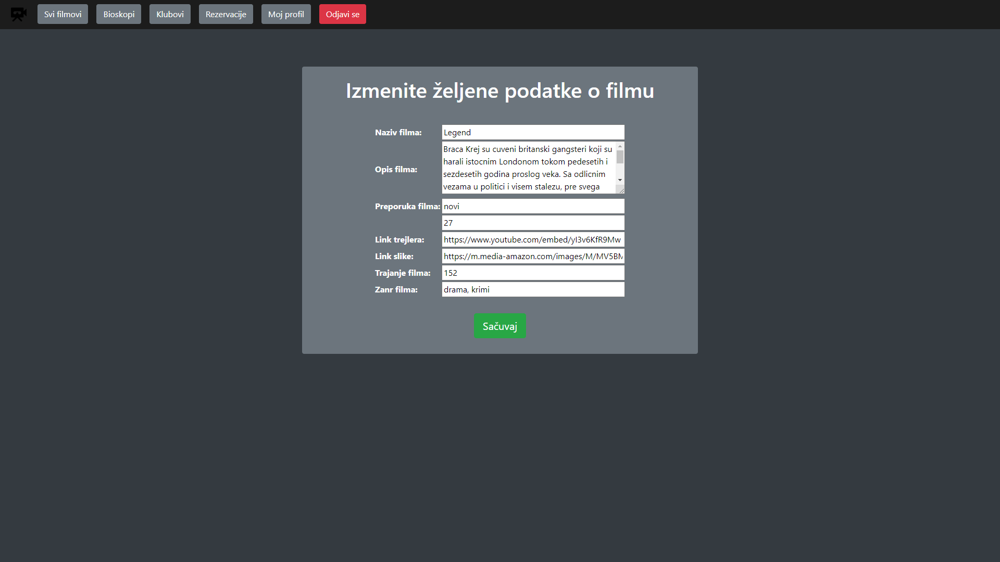 Svi filmovi Bioskopi Klubovi Rezervacije Moj profil Odjavi se
Izmenite željene podatke o filmu
Naziv filma: Legend
Opis filma:
Braca Krej su cuveni britanski gangsteri koji su
harali istocnim Londonom tokom pedesetih i
sezdesetih godina proslog veka. Sa odlicnim
vezama u politici i visem stalezu, pre svega
Preporuka filma: novi
27
Link trejlera: https://www.youtube.com/embed/yI3v6KfR9Mw
Link slike: https://m.media-amazon.com/images/M/MV5BM
Trajanje filma: 152
Zanr filma: drama, krimi
Sačuvaj